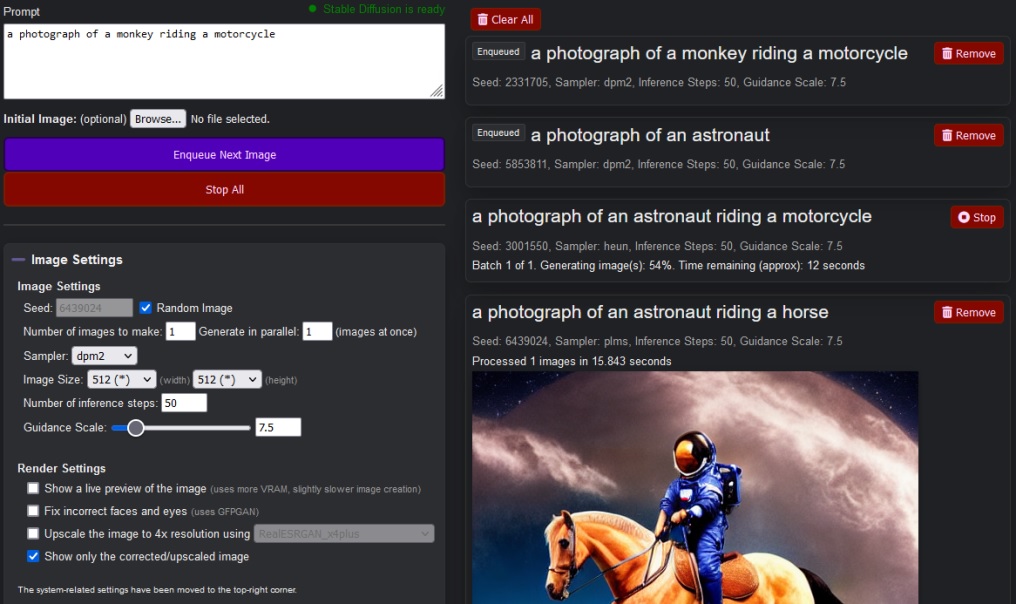 Prompt
Stable Diffusion is ready
a photograph of a monkey riding a motorcycle
Initial Image: (optional) Browse... No file selected.
Enqueue Next Image
Stop All
Image Settings
Image Settings
Seed: 6439024 Random Image
Number of images to make: 1 Generate in parallel: 1 (images at once)
Sampler: dpm2
Image Size: 512 (*) (width) 512 (*) (height)
Number of inference steps: 50
Guidance Scale: 7.5
Render Settings
Show a live preview of the image (uses more VRAM, slightly slower image creation)
Fix incorrect faces and eyes (uses GFPGAN)
Upscale the image to 4x resolution using RealESRGAN_x4plus
Show only the corrected/upscaled image
The system-related settings have been moved to the top-right corner.
Clear All
Enqueued a photograph of a monkey riding a motorcycle Remove
Seed: 2331705, Sampler: dpm2, Inference Steps: 50, Guidance Scale: 7.5
Enqueued a photograph of an astronaut Remove
Seed: 5853811, Sampler: dpm2, Inference Steps: 50, Guidance Scale: 7.5
a photograph of an astronaut riding a motorcycle Stop
Seed: 3001550, Sampler: heun, Inference Steps: 50, Guidance Scale: 7.5
Batch 1 of 1. Generating image(s): 54%. Time remaining (approx): 12 seconds
a photograph of an astronaut riding a horse Remove
Seed: 6439024, Sampler: plms, Inference Steps: 50, Guidance Scale: 7.5
Processed 1 images in 15.843 seconds